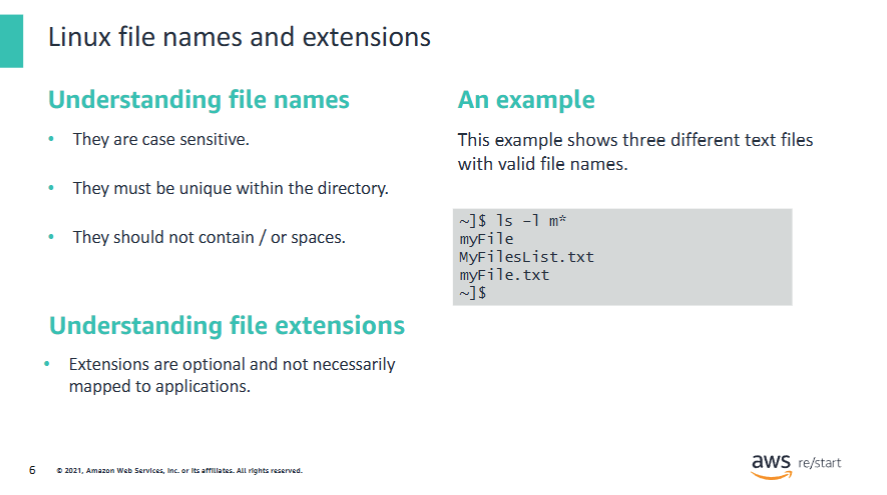 Linux file names and extensions
Understanding file names
• They are case sensitive.
• They must be unique within the directory.
• They should not contain / or spaces.
Understanding file extensions
• Extensions are optional and not necessarily
mapped to applications.
An example
This example shows three different text files
with valid file names.
~]$ ls -l m*
myFile
MyFilesList.txt
myFile.txt
~]$
6
© 2021, Amazon Web Services, Inc. or its affiliates. All rights reserved.
aws re/start